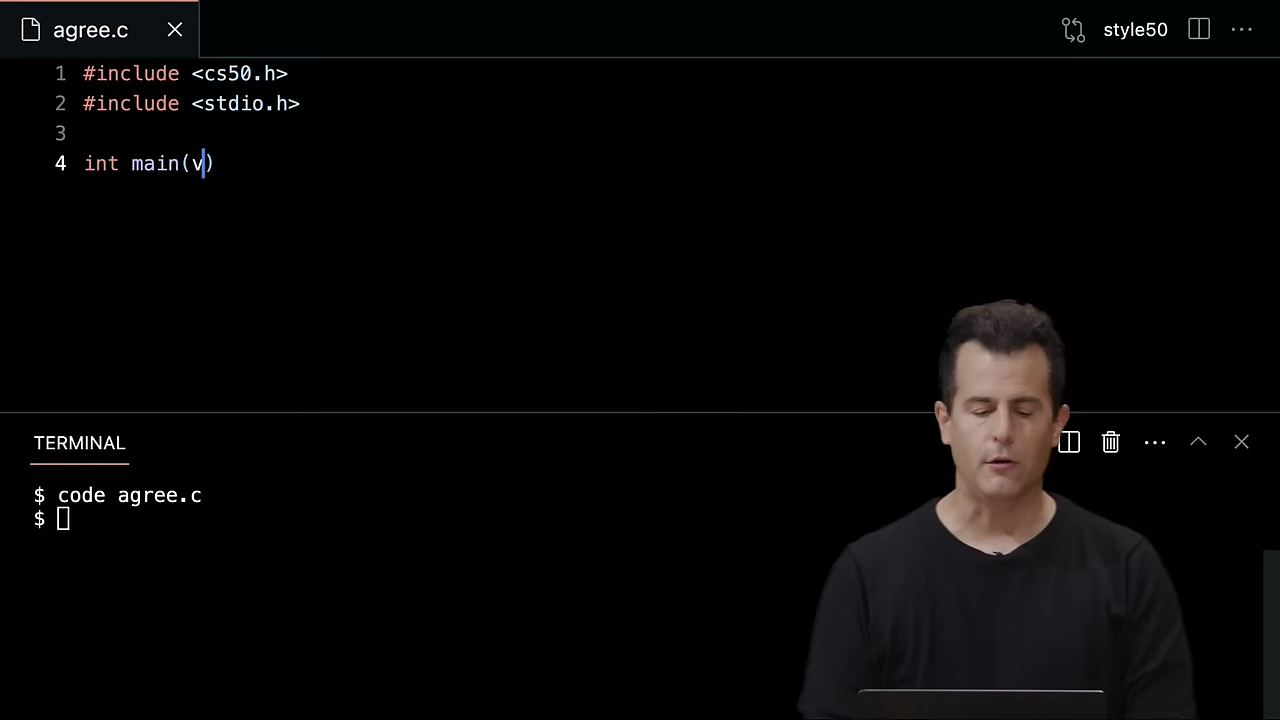 agree.c
style50
1 #include <cs50.h>
2 #include <stdio.h>
3
4 int main(v)
TERMINAL
$ code agree.c
$